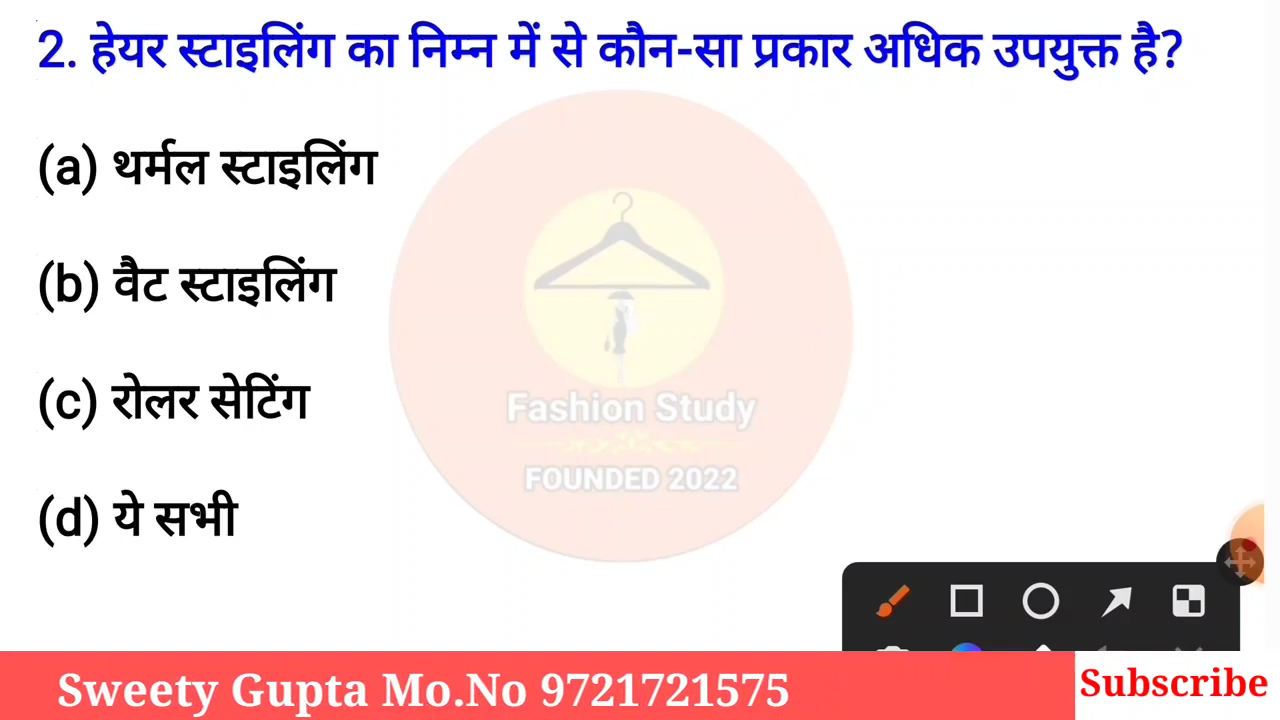 2. हेयर स्टाइलिंग का निम्न में से कौन-सा प्रकार अधिक उपयुक्त है?
(a) थर्मल स्टाइलिंग
(b) वैट स्टाइलिंग
(c) रोलर सेटिंग
(d) ये सभी
Fashion Study
FOUNDED 2022
Sweety Gupta Mo.No 9721721575
Subscribe